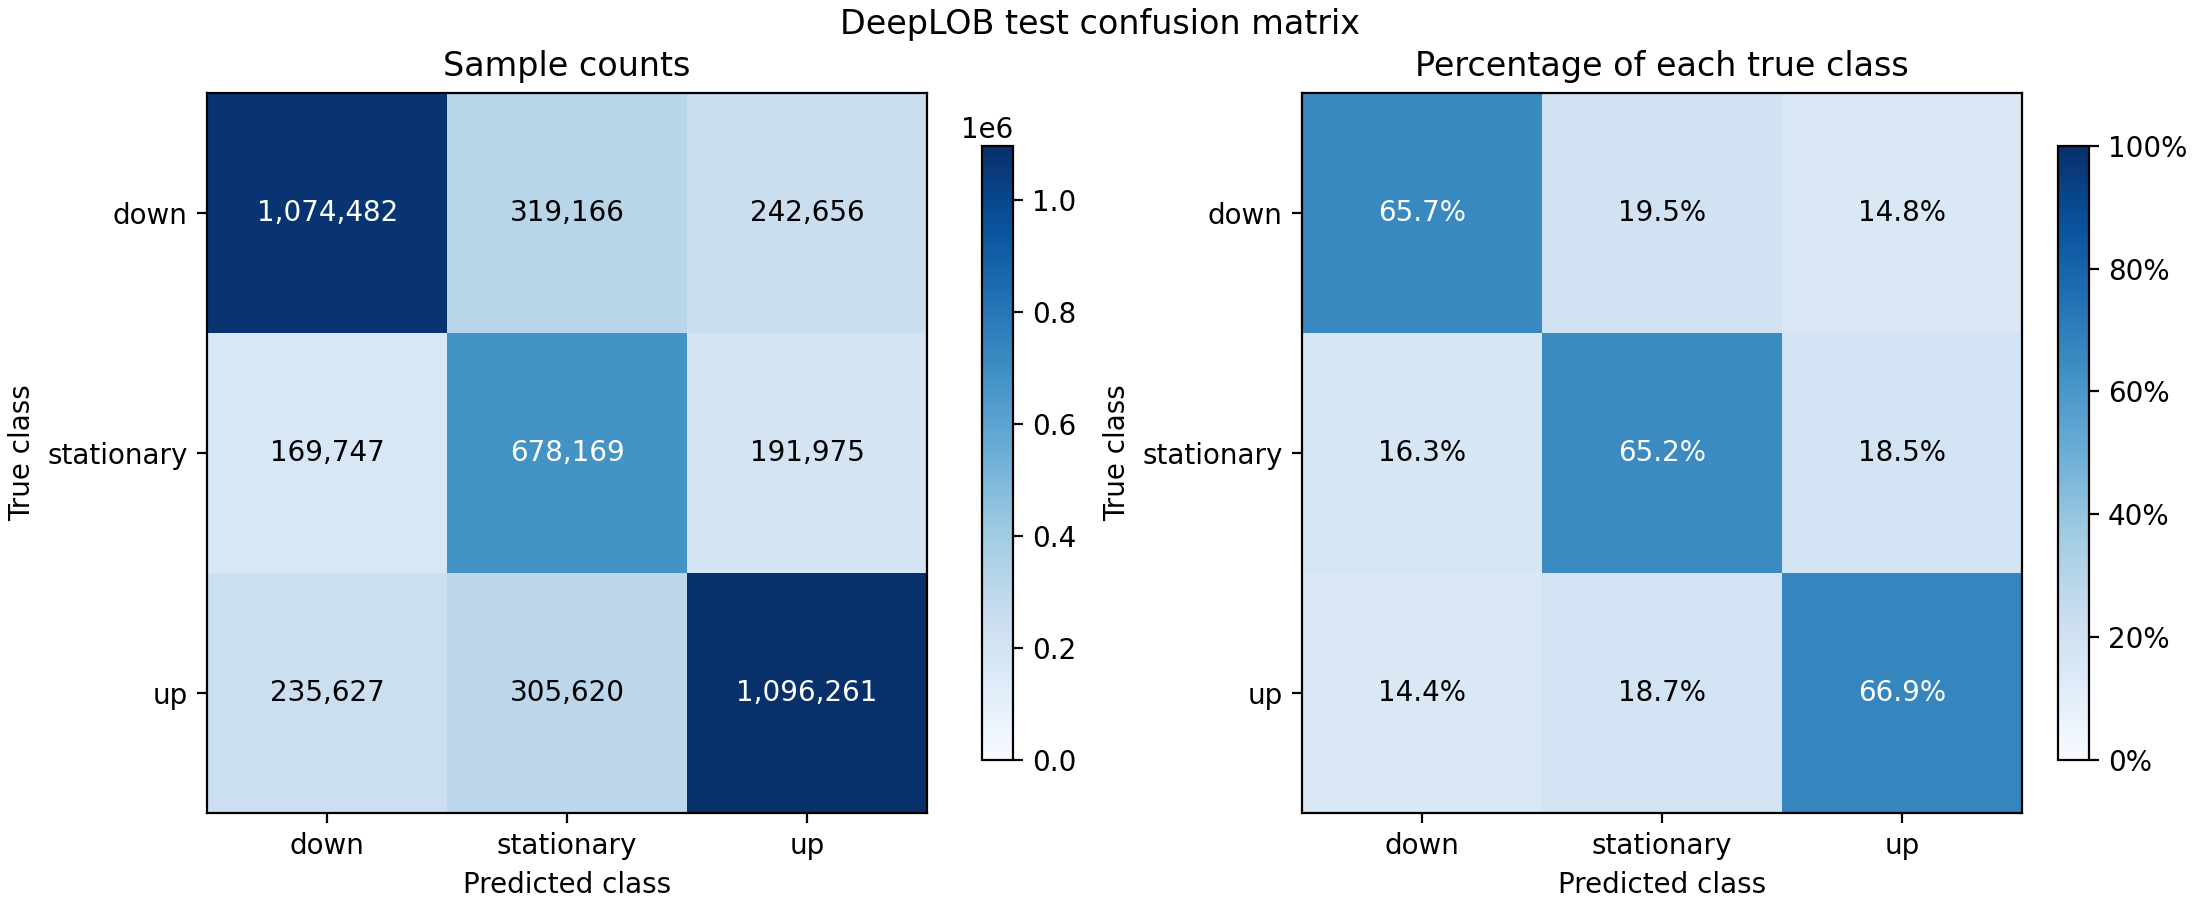 DeepLOB test confusion matrix
Sample counts
1e6
True class
down
stationary
up
1,074,482 319,166 242,656
169,747 678,169 191,975
235,627 305,620 1,096,261
down stationary up
Predicted class
1.0
0.8
0.6
0.4
0.2
0.0
Percentage of each true class
True class
down
stationary
up
65.7% 19.5% 14.8%
16.3% 65.2% 18.5%
14.4% 18.7% 66.9%
down stationary up
Predicted class
100%
80%
60%
40%
20%
0%